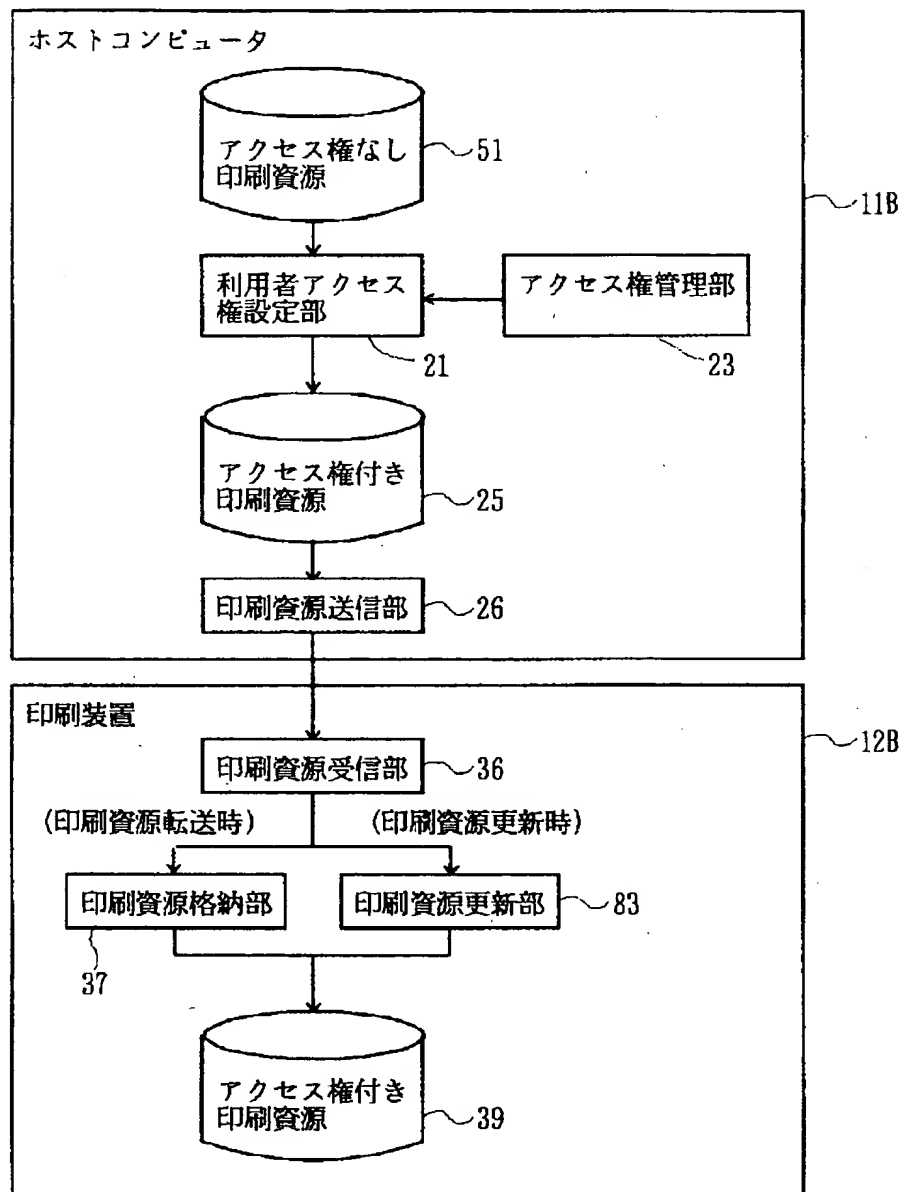 ホストコンピュータ
アクセス権なし
印刷資源
51
11B
利用者アクセス
権設定部
21
アクセス権管理部
23
アクセス権付き
印刷資源
25
印刷資源送信部
26
印刷装置
12B
印刷資源受信部
36
(印刷資源転送時)
(印刷資源更新時)
印刷資源格納部
37
印刷資源更新部
83
アクセス権付き
印刷資源
39